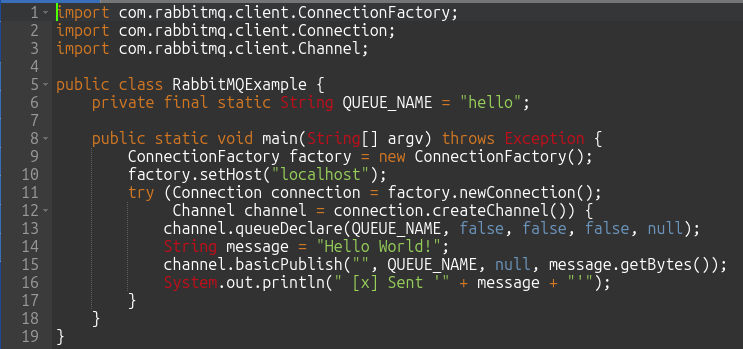 1 import com.rabbitmq.client.ConnectionFactory;
2 import com.rabbitmq.client.Connection;
3 import com.rabbitmq.client.Channel;
4
5 public class RabbitMQExample {
6     private final static String QUEUE_NAME = "hello";
7
8     public static void main(String[] argv) throws Exception {
9         ConnectionFactory factory = new ConnectionFactory();
10         factory.setHost("localhost");
11         try (Connection connection = factory.newConnection();
12              Channel channel = connection.createChannel()) {
13             channel.queueDeclare(QUEUE_NAME, false, false, false, null);
14             String message = "Hello World!";
15             channel.basicPublish("", QUEUE_NAME, null, message.getBytes());
16             System.out.println(" [x] Sent '" + message + "'");
17         }
18     }
19 }